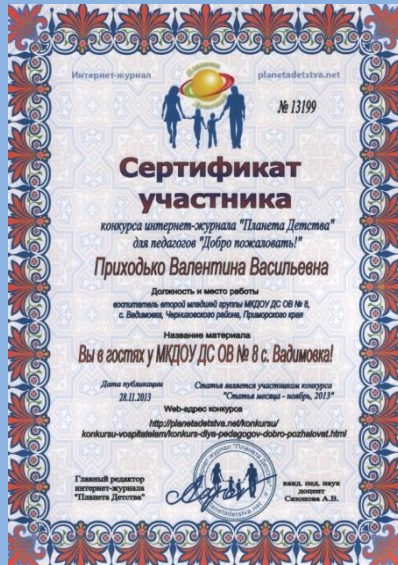 Интернет-журнал
planetadetstva.net
№ 13199
Сертификат
участника
конкурса интернет-журнала "Планета Детства"
для педагогов "Добро пожаловать!"
Приходько Валентина Васильевна
Должность и место работы
воспитатель второй младшей группы МКДОУ ДС ОВ № 8,
с. Вадимовка, Черниговского района, Приморского края
Название материала
Вы в гостях у МКДОУ ДС ОВ № 8 с. Вадимовка!
Дата публикации
28.11.2013
Статья является участником конкурса
"Статья месяца - ноябрь, 2013"
Web-адрес конкурса
http://planetadetstva.net/konkursu/
konkurs-vospitatelam/konkurs-dlya-pedagogov-dobro-pozhalovat.html
Главный редактор
интернет-журнала
"Планета Детства"
канд. пед. наук
доцент
Сазонова А.В.